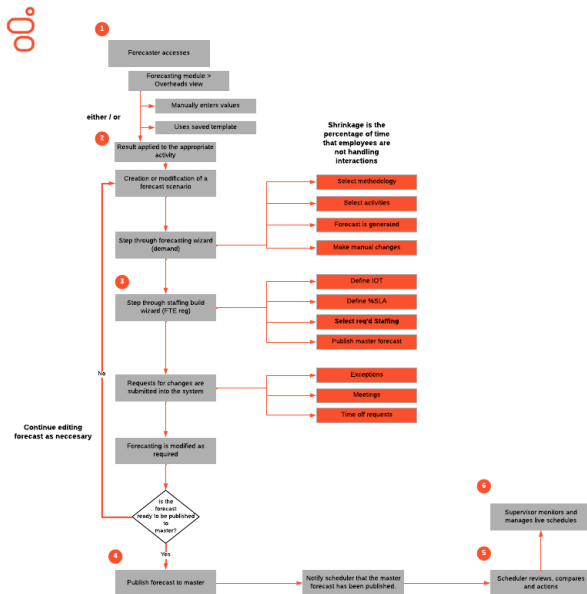 1
Forecaster accesses
Forecasting module >
Overheads view
Manually enters values
either / or
Uses saved template
2
Result applied to the appropriate
activity
Shrinkage is the
percentage of time
that employees are
not handling
interactions
Creation or modification of a
forecast scenario
Select methodology
Select activities
Forecast is generated
Make manual changes
Step through forecasting wizard
(demand)
3
Step through staffing build
wizard (FTE req)
Define IOT
Define %SLA
Select req'd Staffing
Publish master forecast
No
Requests for changes are
submitted into the system
Exceptions
Meetings
Time off requests
Continue editing
forecast as neccesary
Forecasting is modified as
required
Is the
forecast
ready to be published
to
master?
Yes
4
Publish forecast to master
Notify scheduler that the master
forecast has been published.
5
Scheduler reviews, compares
and actions
6
Supervisor monitors and
manages live schedules